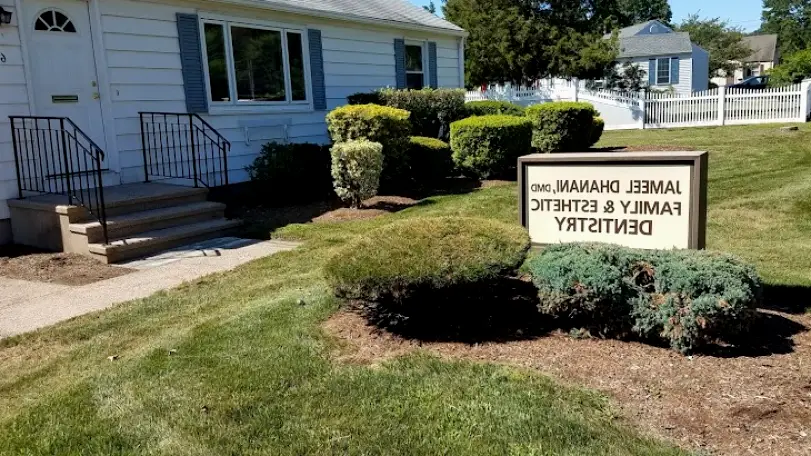 JAMEEL DHANANI, DMD
FAMILY & ESTHETIC
DENTISTRY